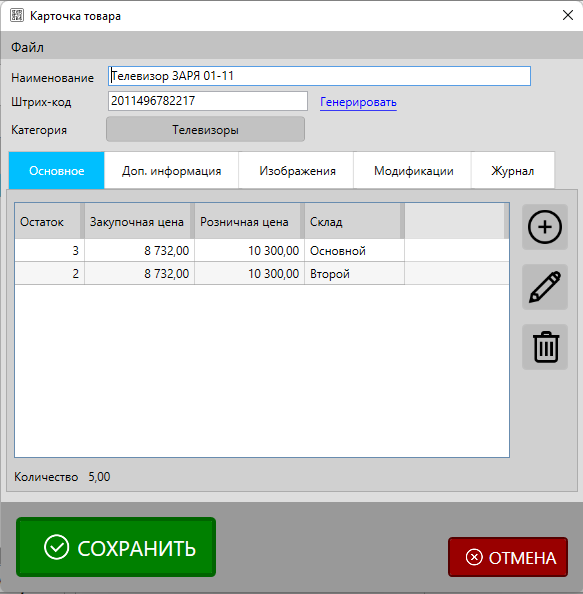 Карточка товара
Файл
Наименование Телевизор ЗАРЯ 01-11
Штрих-код 2011496782217 Генерировать
Категория Телевизоры
Основное Доп. информация Изображения Модификации Журнал
Остаток Закупочная цена Розничная цена Склад
3 8 732,00 10 300,00 Основной
2 8 732,00 10 300,00 Второй
Количество 5,00
СОХРАНИТЬ
ОТМЕНА